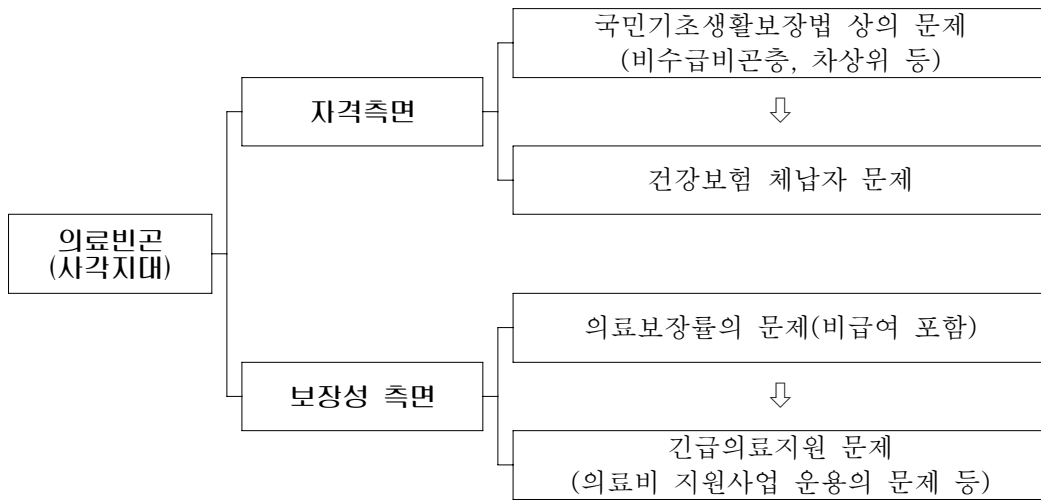 국민기초생활보장법 상의 문제
(비수급비곤층, 차상위 등)
자격측면
⇩
건강보험 체납자 문제
의료빈곤
(사각지대)
의료보장률의 문제(비급여 포함)
보장성 측면
⇩
긴급의료지원 문제
(의료비 지원사업 운용의 문제 등)